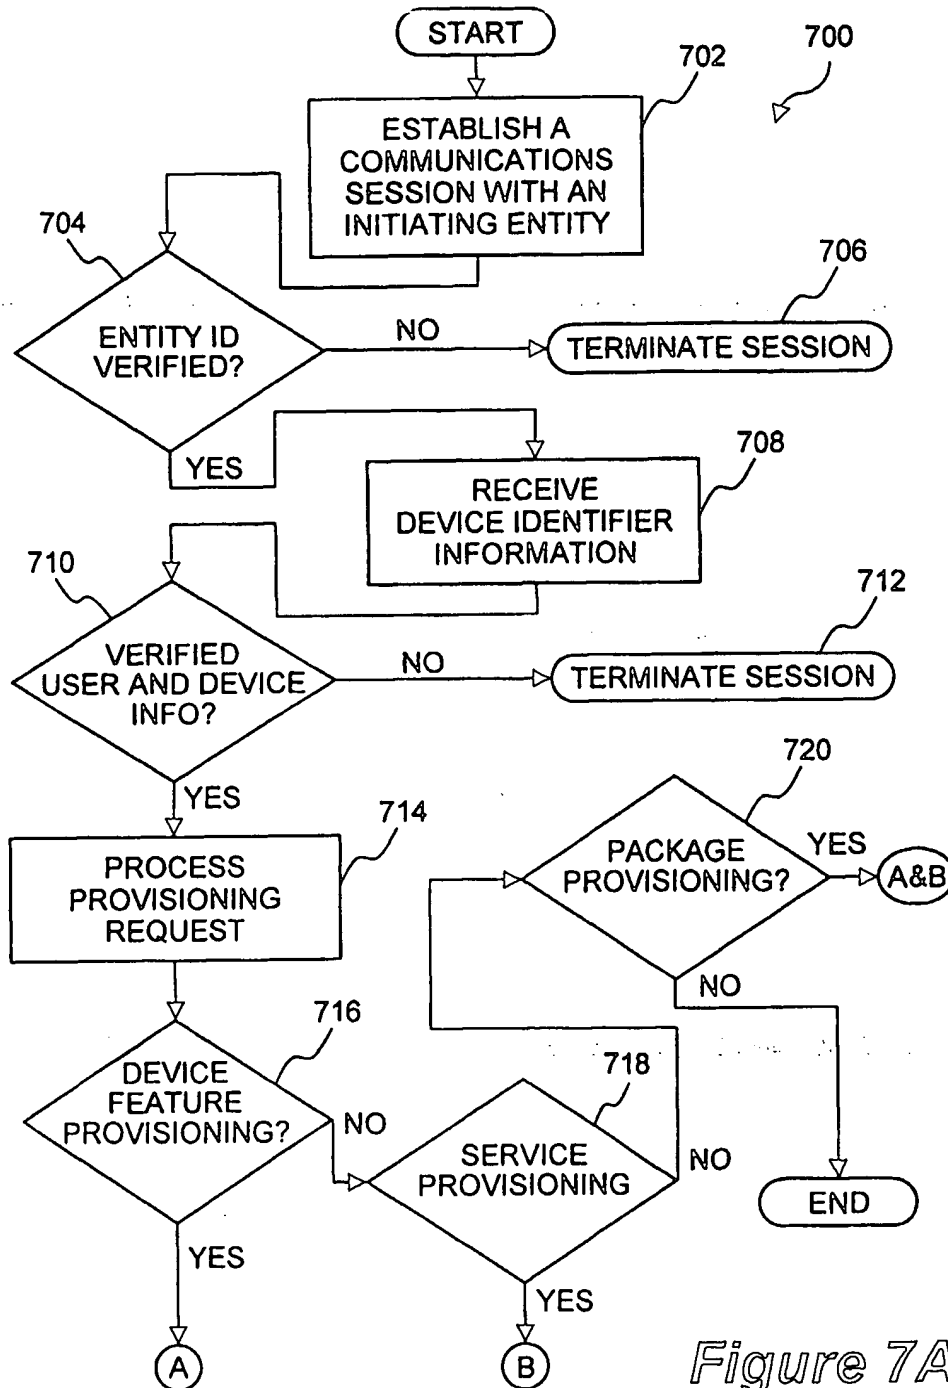 START
700
702
ESTABLISH A
COMMUNICATIONS
SESSION WITH AN
INITIATING ENTITY
704
ENTITY ID
VERIFIED?
NO
706
TERMINATE SESSION
YES
708
RECEIVE
DEVICE IDENTIFIER
INFORMATION
710
VERIFIED
USER AND DEVICE
INFO?
NO
712
TERMINATE SESSION
YES
714
PROCESS
PROVISIONING
REQUEST
716
DEVICE
FEATURE
PROVISIONING?
NO
YES
A
718
SERVICE
PROVISIONING
NO
YES
B
720
PACKAGE
PROVISIONING?
YES
A&B
NO
END
Figure 7A